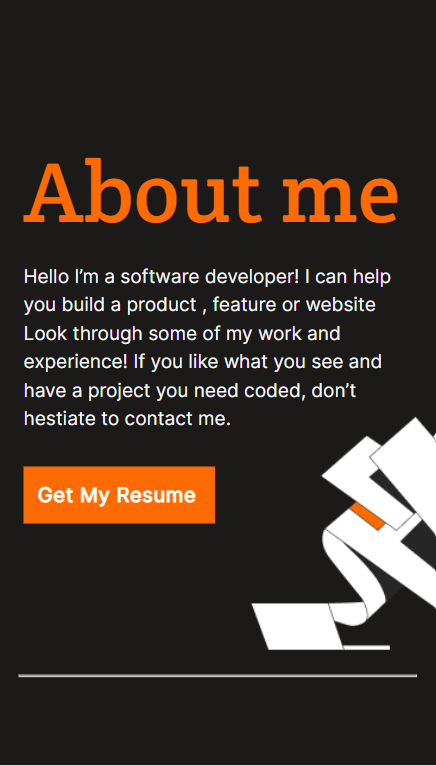 About me
Hello I’m a software developer! I can help
you build a product , feature or website
Look through some of my work and
experience! If you like what you see and
have a project you need coded, don’t
hestiate to contact me.
Get My Resume